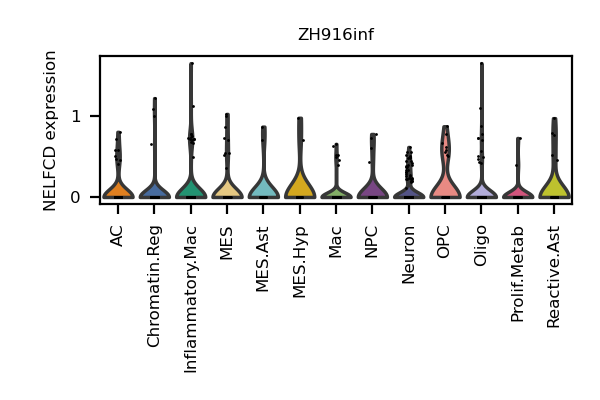 ZH916inf
NELFCD expression
1
0
AC
Chromatin.Reg
Inflammatory.Mac
MES
MES.Ast
MES.Hyp
Mac
NPC
Neuron
OPC
Oligo
Prolif.Metab
Reactive.Ast